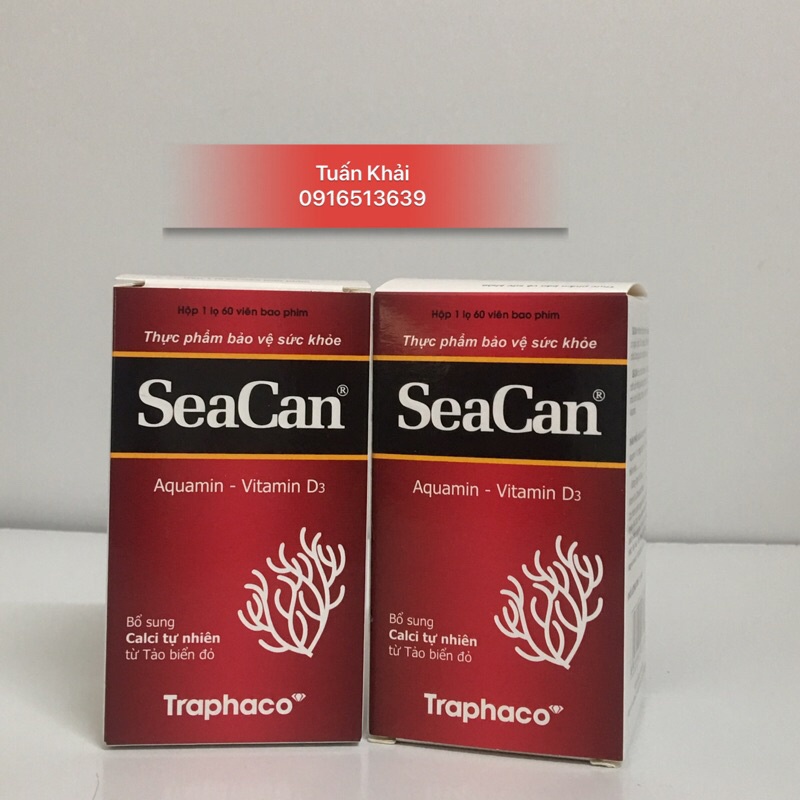 Tuấn Khải
0916513639
Hộp 1 lọ 60 viên bao phim
Thực phẩm bảo vệ sức khỏe
SeaCan®
Aquamin - Vitamin D3
Bổ sung
Calci tự nhiên
từ Tảo biển đỏ
Traphaco
Hộp 1 lọ 60 viên bao phim
Thực phẩm bảo vệ sức khỏe
SeaCan®
Aquamin - Vitamin D3
Bổ sung
Calci tự nhiên
từ Tảo biển đỏ
Traphaco